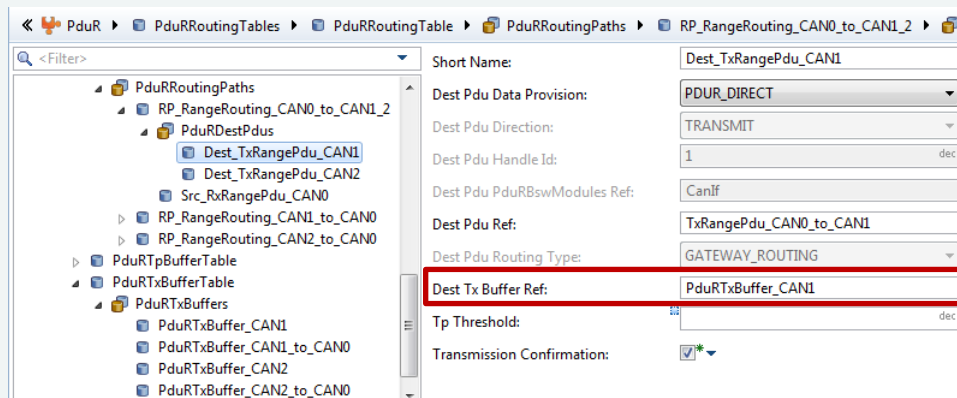 « PduR ▸ PduRRoutingTables ▸ PduRRoutingTable ▸ PduRRoutingPaths ▸ RP_RangeRouting_CAN0_to_CAN1_2 ▸
<Filter>
PduRRoutingPaths
RP_RangeRouting_CAN0_to_CAN1_2
PduRDestPdus
Dest_TxRangePdu_CAN1
Dest_TxRangePdu_CAN2
Src_RxRangePdu_CAN0
RP_RangeRouting_CAN1_to_CAN0
RP_RangeRouting_CAN2_to_CAN0
PduRTpBufferTable
PduRTxBufferTable
PduRTxBuffers
PduRTxBuffer_CAN1
PduRTxBuffer_CAN1_to_CAN0
PduRTxBuffer_CAN2
PduRTxBuffer_CAN2_to_CAN0
Short Name: Dest_TxRangePdu_CAN1
Dest Pdu Data Provision: PDUR_DIRECT
Dest Pdu Direction: TRANSMIT
Dest Pdu Handle Id: 1 dec
Dest Pdu PduRBswModules Ref: CanIf
Dest Pdu Ref: TxRangePdu_CAN0_to_CAN1
Dest Pdu Routing Type: GATEWAY_ROUTING
Dest Tx Buffer Ref: PduRTxBuffer_CAN1
Tp Threshold: dec
Transmission Confirmation: